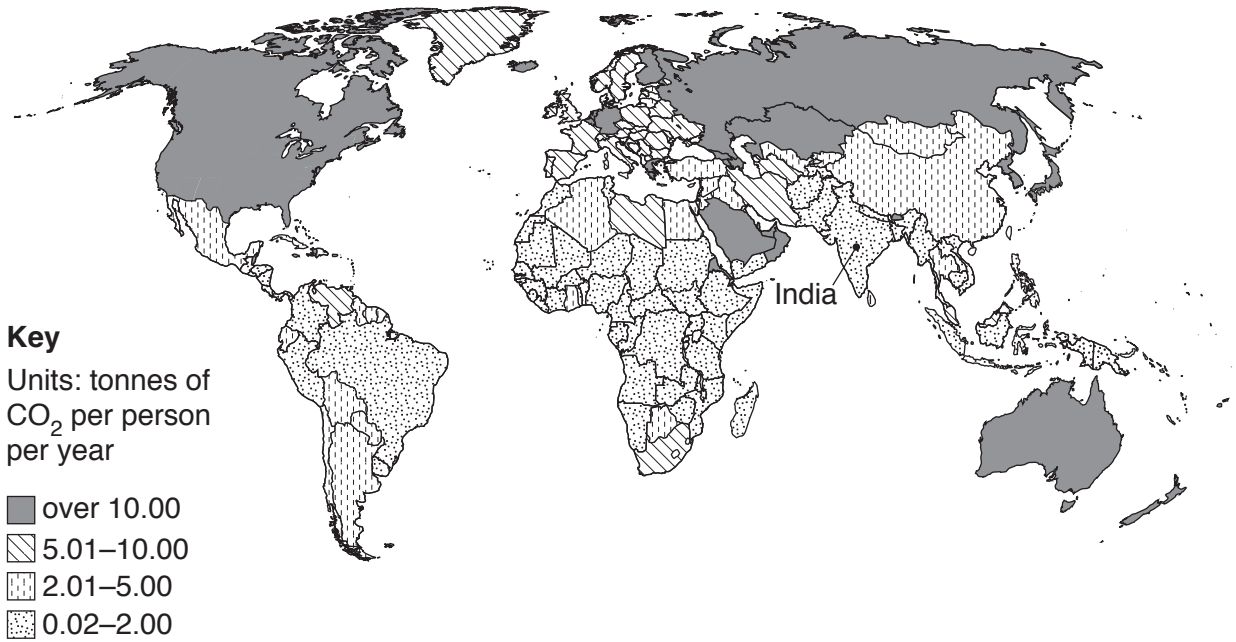 India
Key
Units: tonnes of
CO₂ per person
per year
over 10.00
5.01–10.00
2.01–5.00
0.02–2.00